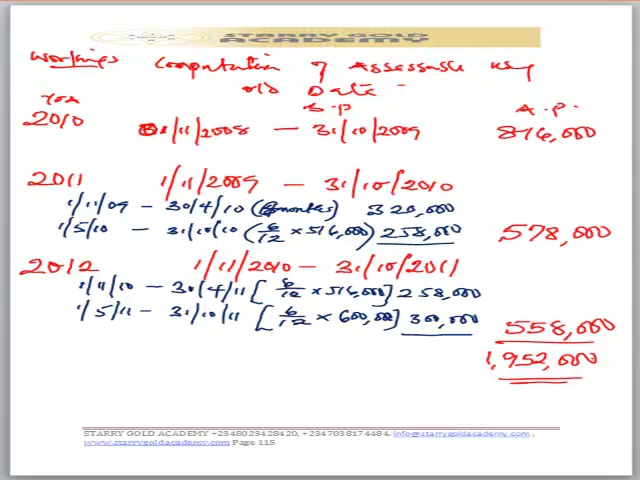 STARRY GOLD
ACADEMY
Workings Computation of Assessable using
old Date
YOA B.P A.P.
2010 01/11/2008 — 31/10/2009 816,000
2011 1/11/2009 — 31/10/2010
1/11/09 — 30/4/10 (6months) 320,000
1/5/10 — 31/10/10 (6/12 × 516,000) 258,000 578,000
2012 1/11/2010 — 31/10/2011
1/11/10 — 30/4/11 [6/12 × 516,000] 258,000
1/5/11 — 31/10/11 [6/12 × 600,000] 300,000 558,000
1,952,000
STARRY GOLD ACADEMY +2348023428420, +2347038174484, info@starrygoldacademy.com ,
www.starrygoldacademy.com Page 115